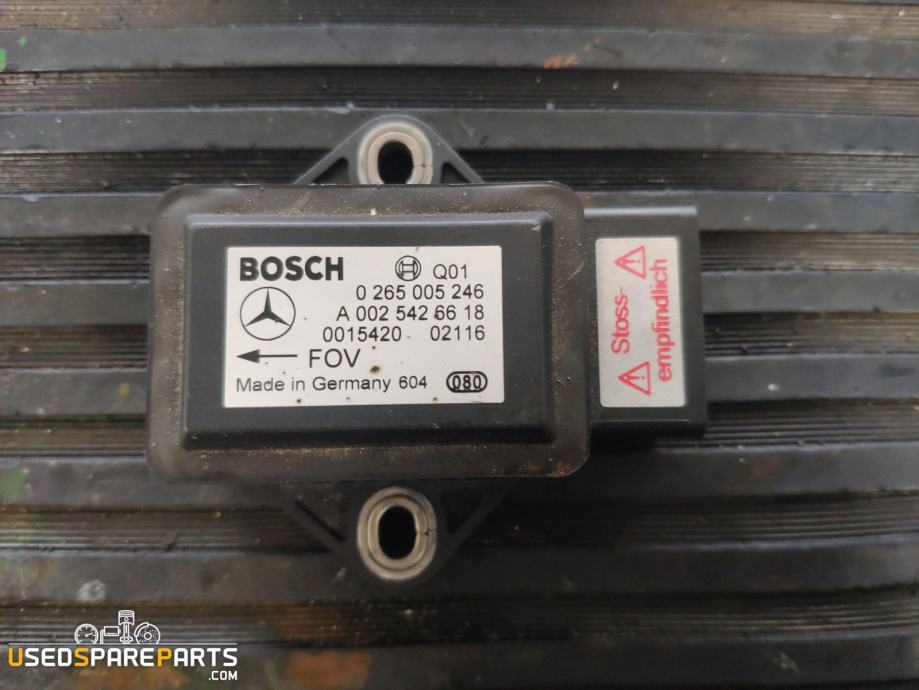 BOSCH Q01
0 265 005 246
A 002 542 66 18
0015420 02116
FOV
Made in Germany 604 080
Stoss-
empfindlich
USEDSPAREPARTS
.COM